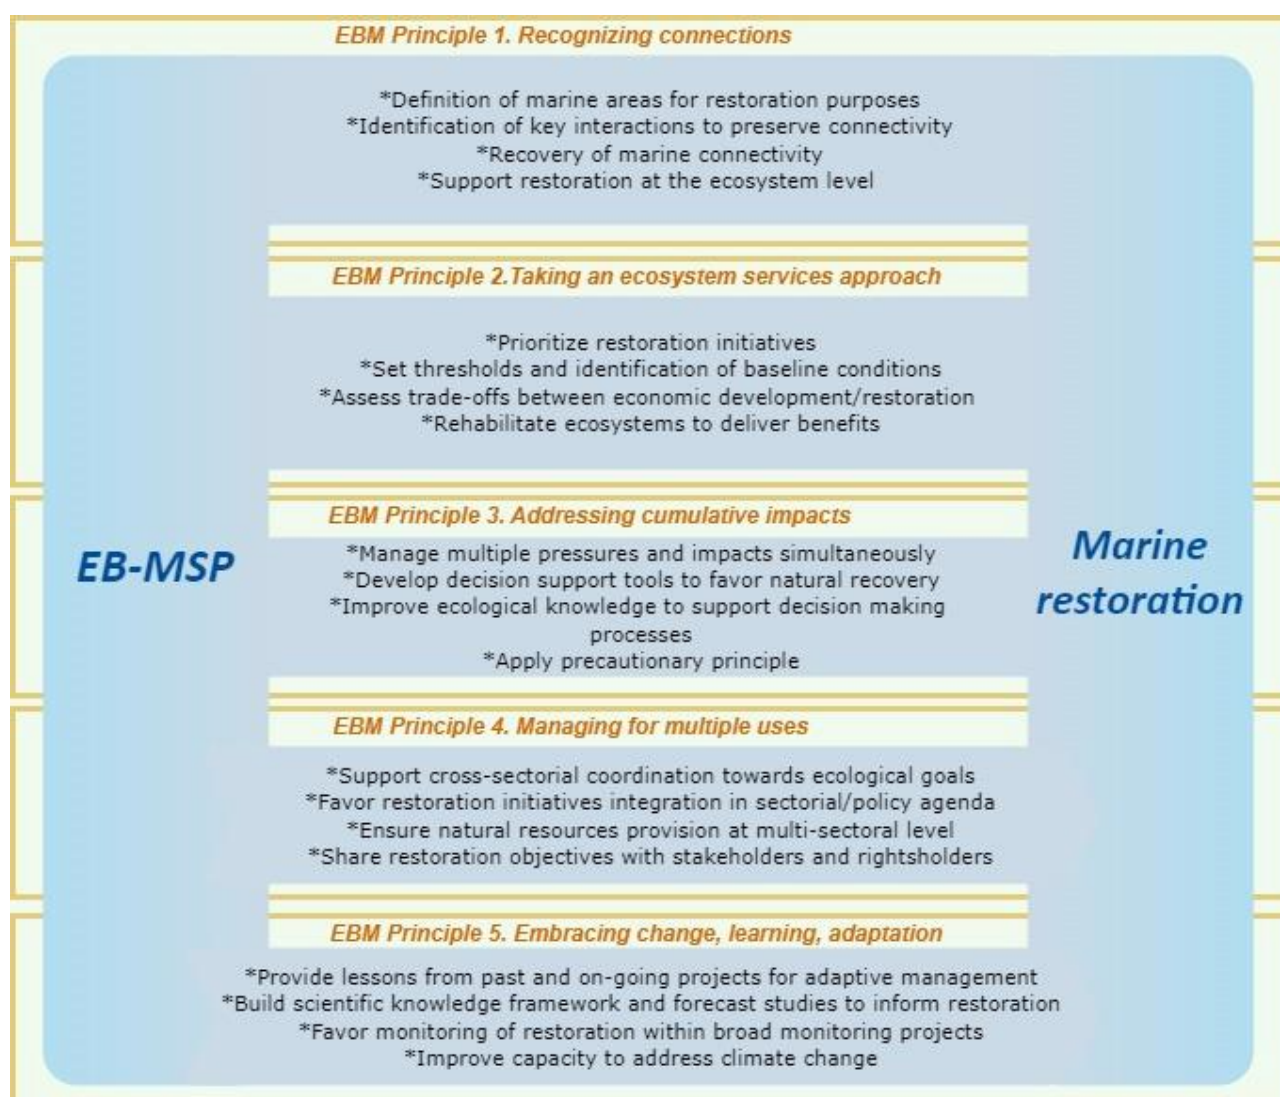 EBM Principle 1. Recognizing connections
*Definition of marine areas for restoration purposes
*Identification of key interactions to preserve connectivity
*Recovery of marine connectivity
*Support restoration at the ecosystem level
EBM Principle 2.Taking an ecosystem services approach
*Prioritize restoration initiatives
*Set thresholds and identification of baseline conditions
*Assess trade-offs between economic development/restoration
*Rehabilitate ecosystems to deliver benefits
EBM Principle 3. Addressing cumulative impacts
*Manage multiple pressures and impacts simultaneously
*Develop decision support tools to favor natural recovery
*Improve ecological knowledge to support decision making
processes
*Apply precautionary principle
EB-MSP
Marine
restoration
EBM Principle 4. Managing for multiple uses
*Support cross-sectorial coordination towards ecological goals
*Favor restoration initiatives integration in sectorial/policy agenda
*Ensure natural resources provision at multi-sectoral level
*Share restoration objectives with stakeholders and rightsholders
EBM Principle 5. Embracing change, learning, adaptation
*Provide lessons from past and on-going projects for adaptive management
*Build scientific knowledge framework and forecast studies to inform restoration
*Favor monitoring of restoration within broad monitoring projects
*Improve capacity to address climate change